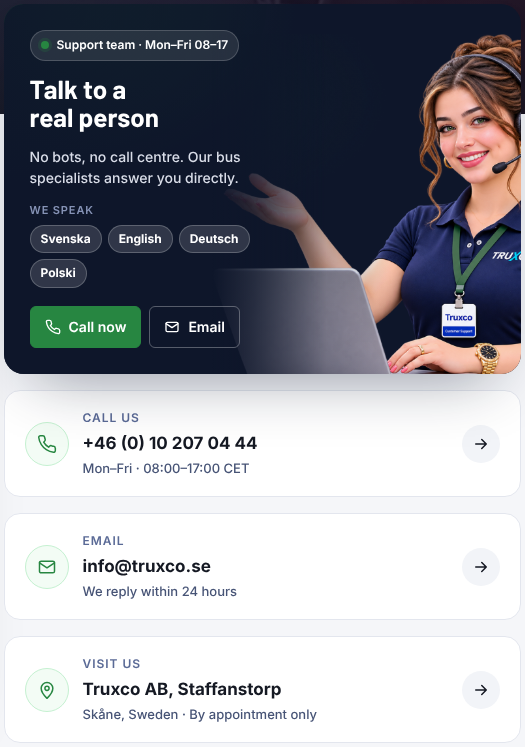 Support team · Mon–Fri 08–17
Talk to a
real person
No bots, no call centre. Our bus
specialists answer you directly.
WE SPEAK
Svenska English Deutsch
Polski
Call now Email
Truxco
Customer Support
CALL US
+46 (0) 10 207 04 44
Mon–Fri · 08:00–17:00 CET
EMAIL
info@truxco.se
We reply within 24 hours
VISIT US
Truxco AB, Staffanstorp
Skåne, Sweden · By appointment only